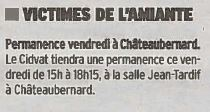 VICTIMES DE L'AMIANTE
Permanence vendredi à Châteaubernard.
Le Cidvat tiendra une permanence ce ven-
dredi de 15h à 18h15, à la salle Jean-Tardif
à Châteaubernard.